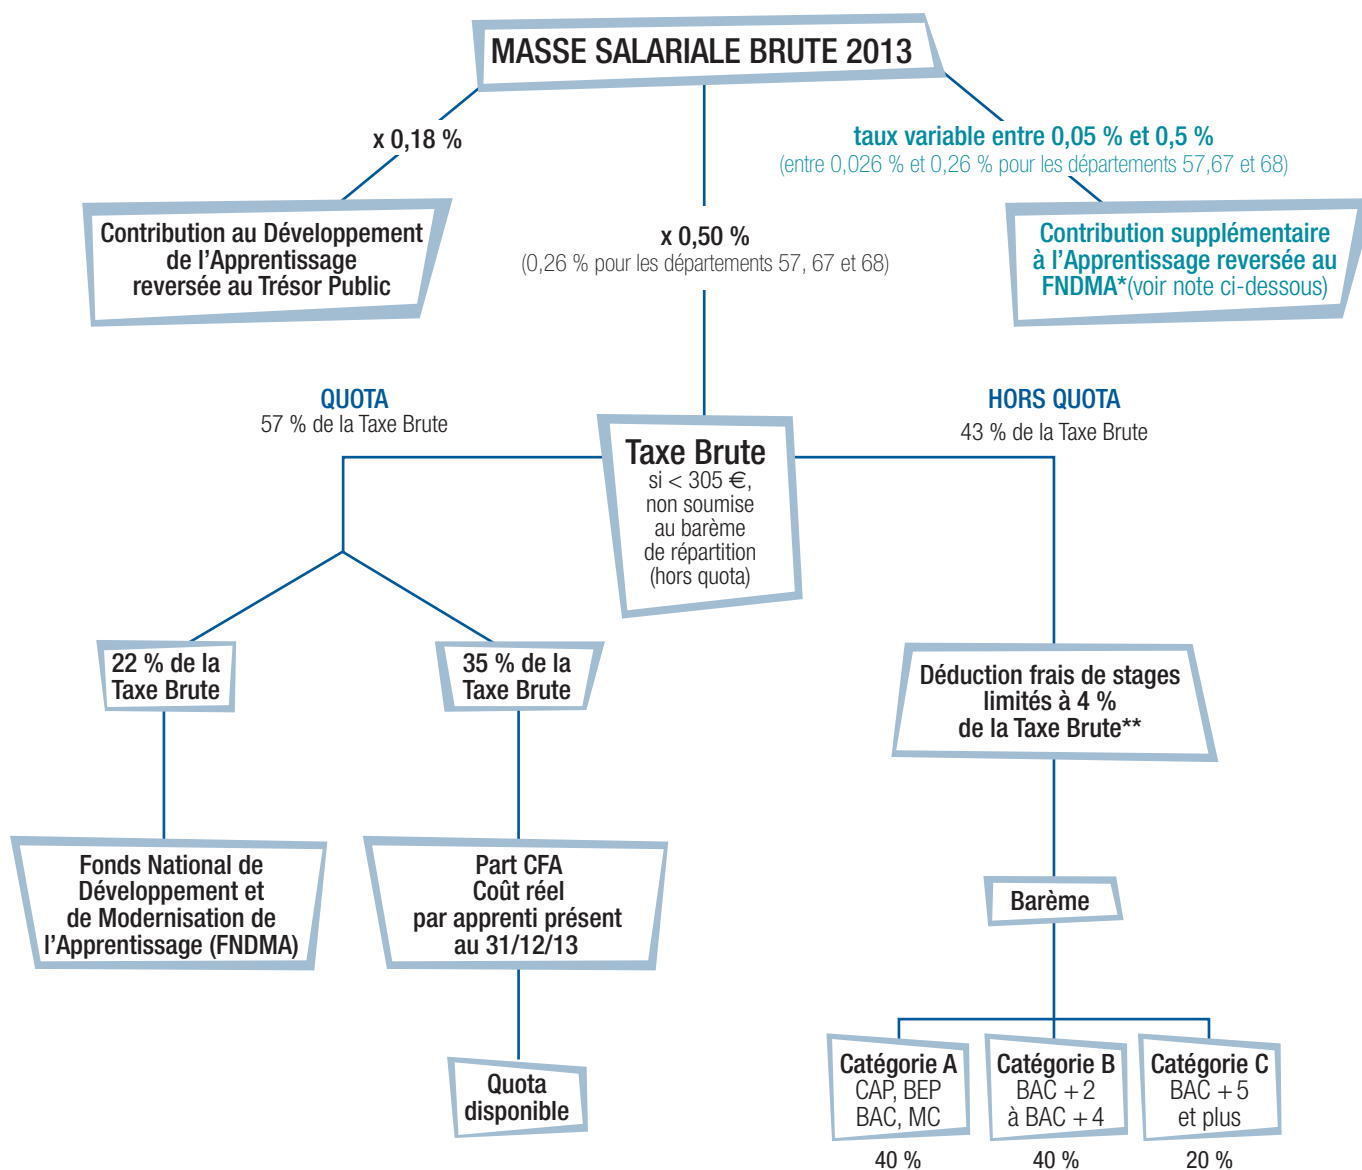 MASSE SALARIALE BRUTE 2013
x 0,18 %
taux variable entre 0,05 % et 0,5 %
(entre 0,026 % et 0,26 % pour les départements 57,67 et 68)
Contribution au Développement
de l'Apprentissage
reversée au Trésor Public
x 0,50 %
(0,26 % pour les départements 57, 67 et 68)
Contribution supplémentaire
à l'Apprentissage reversée au
FNDMA*(voir note ci-dessous)
QUOTA
57 % de la Taxe Brute
HORS QUOTA
43 % de la Taxe Brute
Taxe Brute
si < 305 €,
non soumise
au barème
de répartition
(hors quota)
22 % de la
Taxe Brute
35 % de la
Taxe Brute
Déduction frais de stages
limités à 4 %
de la Taxe Brute**
Fonds National de
Développement et
de Modernisation de
l'Apprentissage (FNDMA)
Part CFA
Coût réel
par apprenti présent
au 31/12/13
Barème
Quota
disponible
Catégorie A
CAP, BEP
BAC, MC
40 %
Catégorie B
BAC + 2
à BAC + 4
40 %
Catégorie C
BAC + 5
et plus
20 %